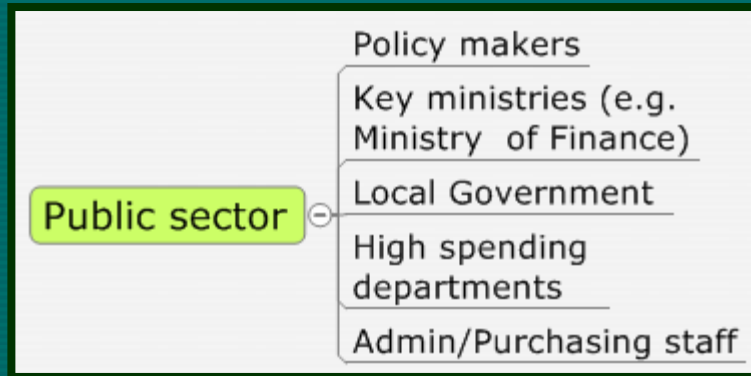 Public sector
Policy makers
Key ministries (e.g.
Ministry of Finance)
Local Government
High spending
departments
Admin/Purchasing staff